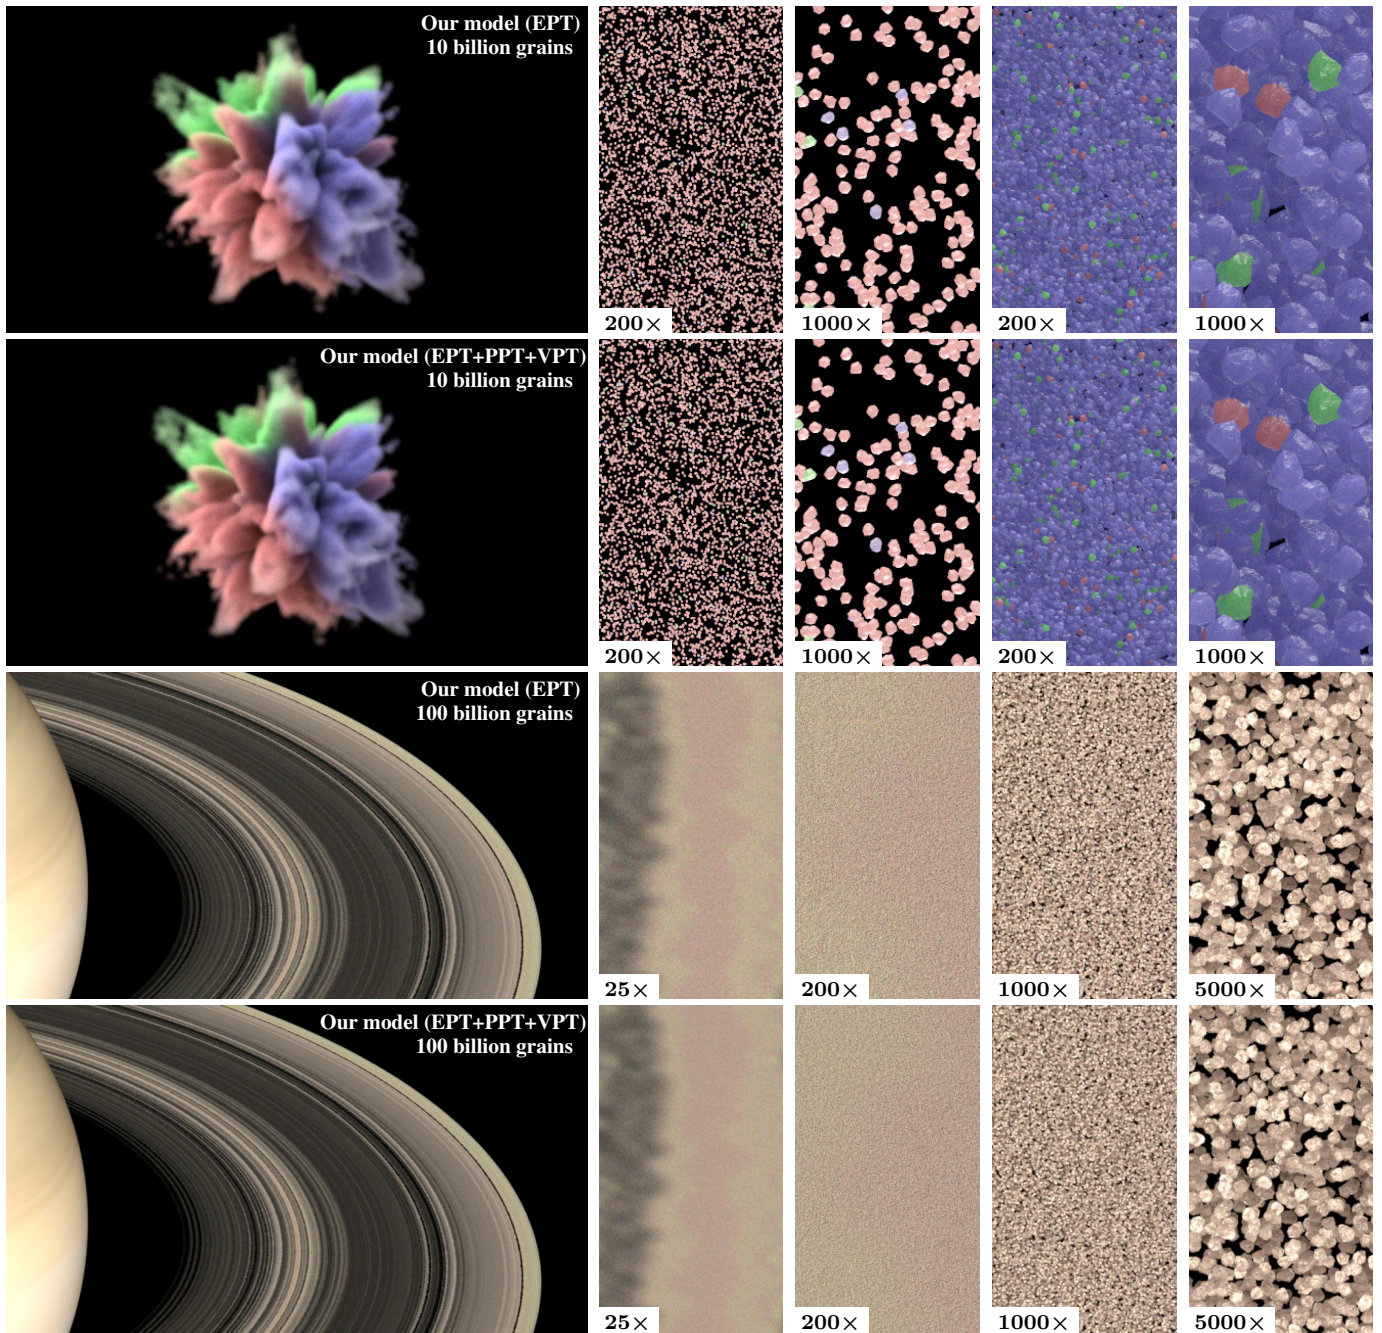 Our model (EPT)
10 billion grains
200×
1000×
200×
1000×
Our model (EPT+PPT+VPT)
10 billion grains
200×
1000×
200×
1000×
Our model (EPT)
100 billion grains
25×
200×
1000×
5000×
Our model (EPT+PPT+VPT)
100 billion grains
25×
200×
1000×
5000×